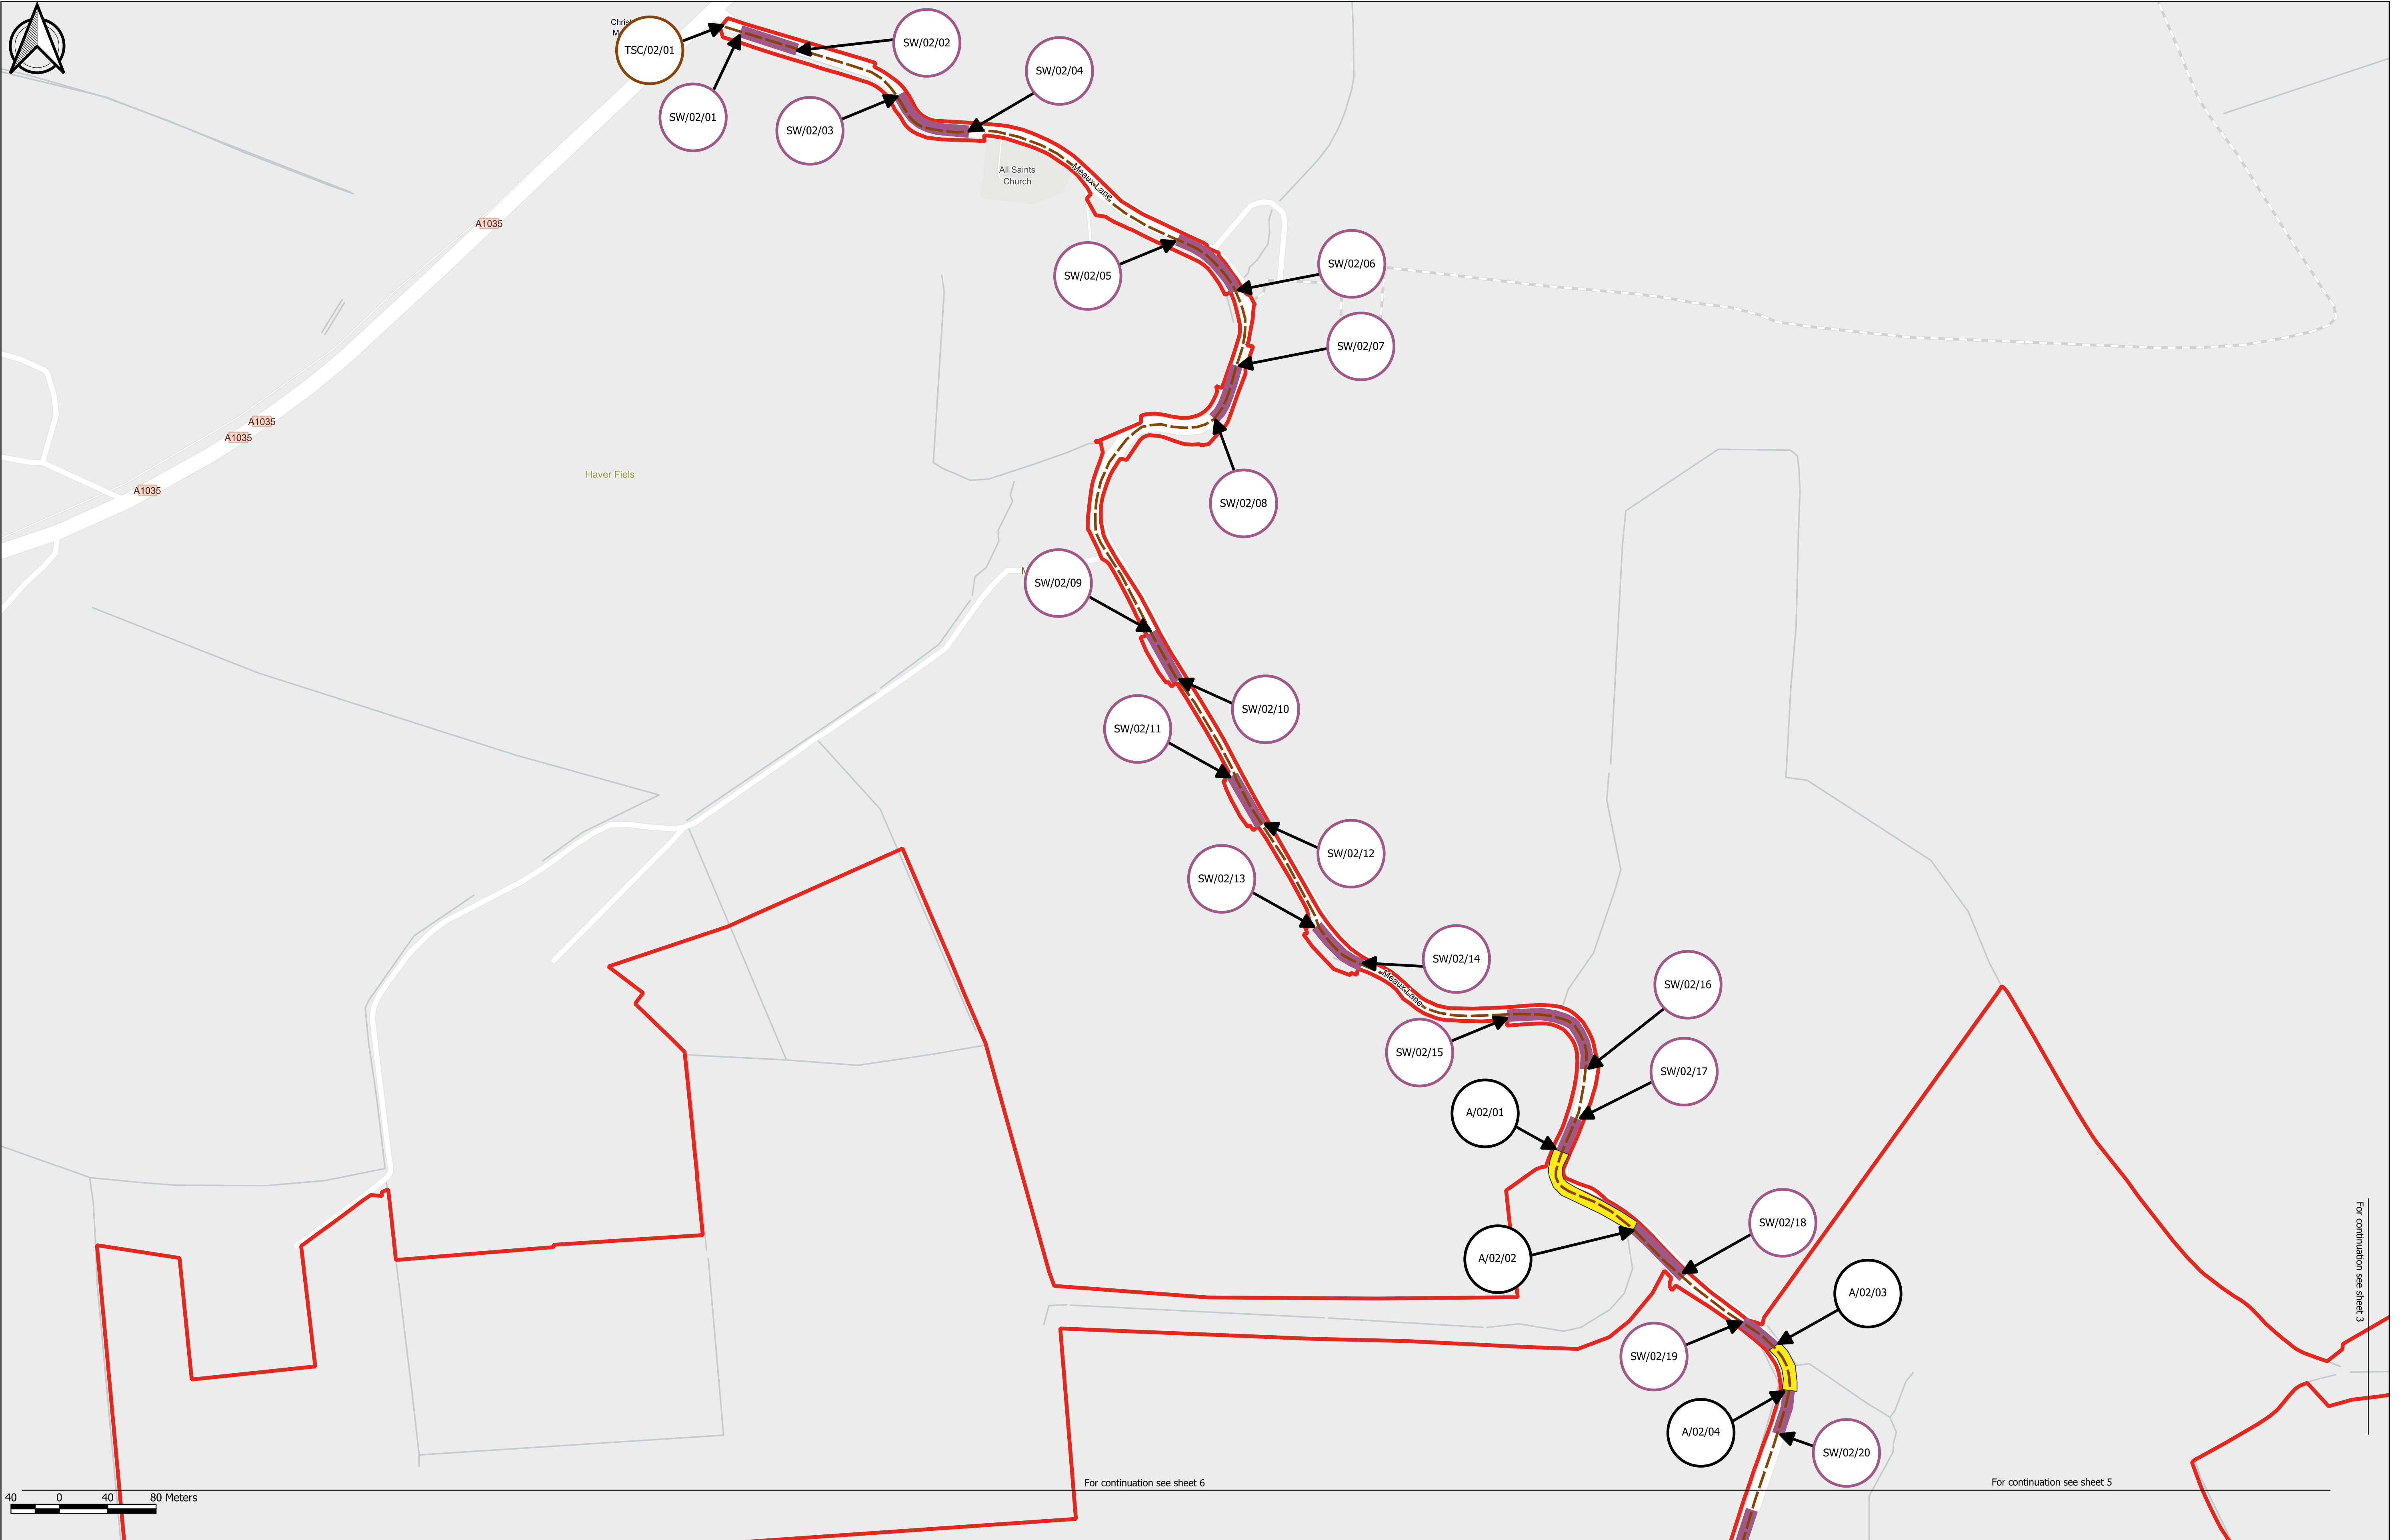 Christ
TSC/02/01
SW/02/02
SW/02/04
SW/02/01
SW/02/03
All Saints
Church
Meaux Lane
A1035
SW/02/05
SW/02/06
SW/02/07
A1035
A1035
Haver Fiels
A1035
SW/02/08
SW/02/09
SW/02/10
SW/02/11
SW/02/12
SW/02/13
SW/02/14
Meaux Lane
SW/02/16
SW/02/15
SW/02/17
A/02/01
SW/02/18
For continuation see sheet 3
A/02/02
A/02/03
SW/02/19
A/02/04
SW/02/20
For continuation see sheet 6
For continuation see sheet 5
40 0 40 80 Meters